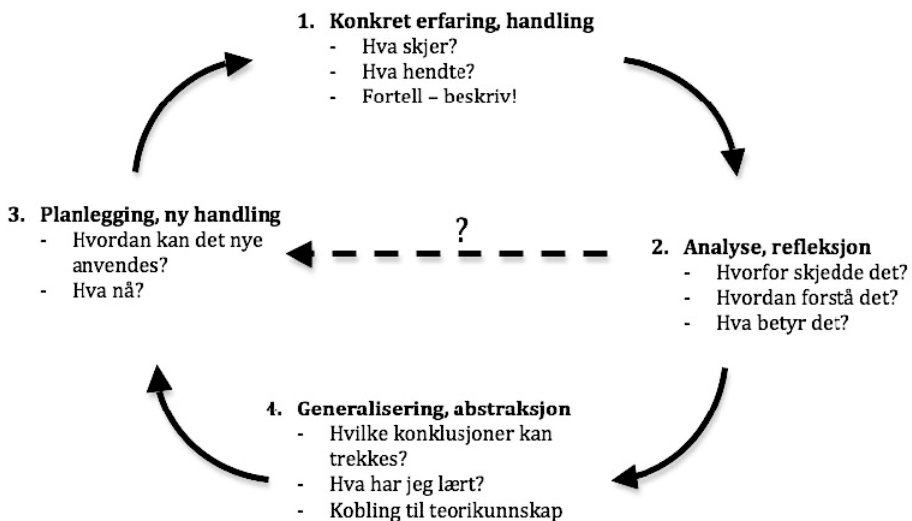 1. Konkret erfaring, handling
- Hva skjer?
- Hva hendte?
- Fortell – beskriv!
?
2. Analyse, refleksjon
- Hvorfor skjedde det?
- Hvordan forstå det?
- Hva betyr det?
4. Generalisering, abstraksjon
- Hvilke konklusjoner kan
trekkes?
- Hva har jeg lært?
- Kobling til teorikunnskap
3. Planlegging, ny handling
- Hvordan kan det nye
anvendes?
- Hva nå?